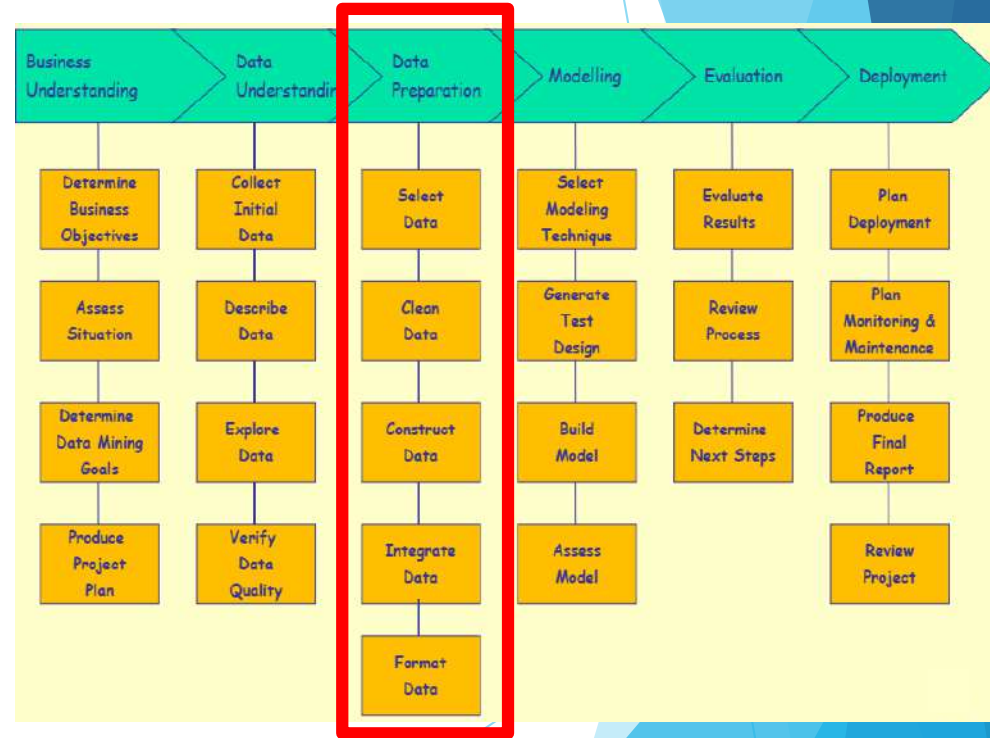 Business
Understanding
Data
Understandin
Data
Preparation
Modelling
Evaluation
Deployment
Determine
Business
Objectives
Assess
Situation
Determine
Data Mining
Goals
Produce
Project
Plan
Collect
Initial
Data
Describe
Data
Explore
Data
Verify
Data
Quality
Select
Data
Clean
Data
Construct
Data
Integrate
Data
Format
Data
Select
Modeling
Technique
Generate
Test
Design
Build
Model
Assess
Model
Evaluate
Results
Review
Process
Determine
Next Steps
Plan
Deployment
Plan
Monitoring &
Maintenance
Produce
Final
Report
Review
Project